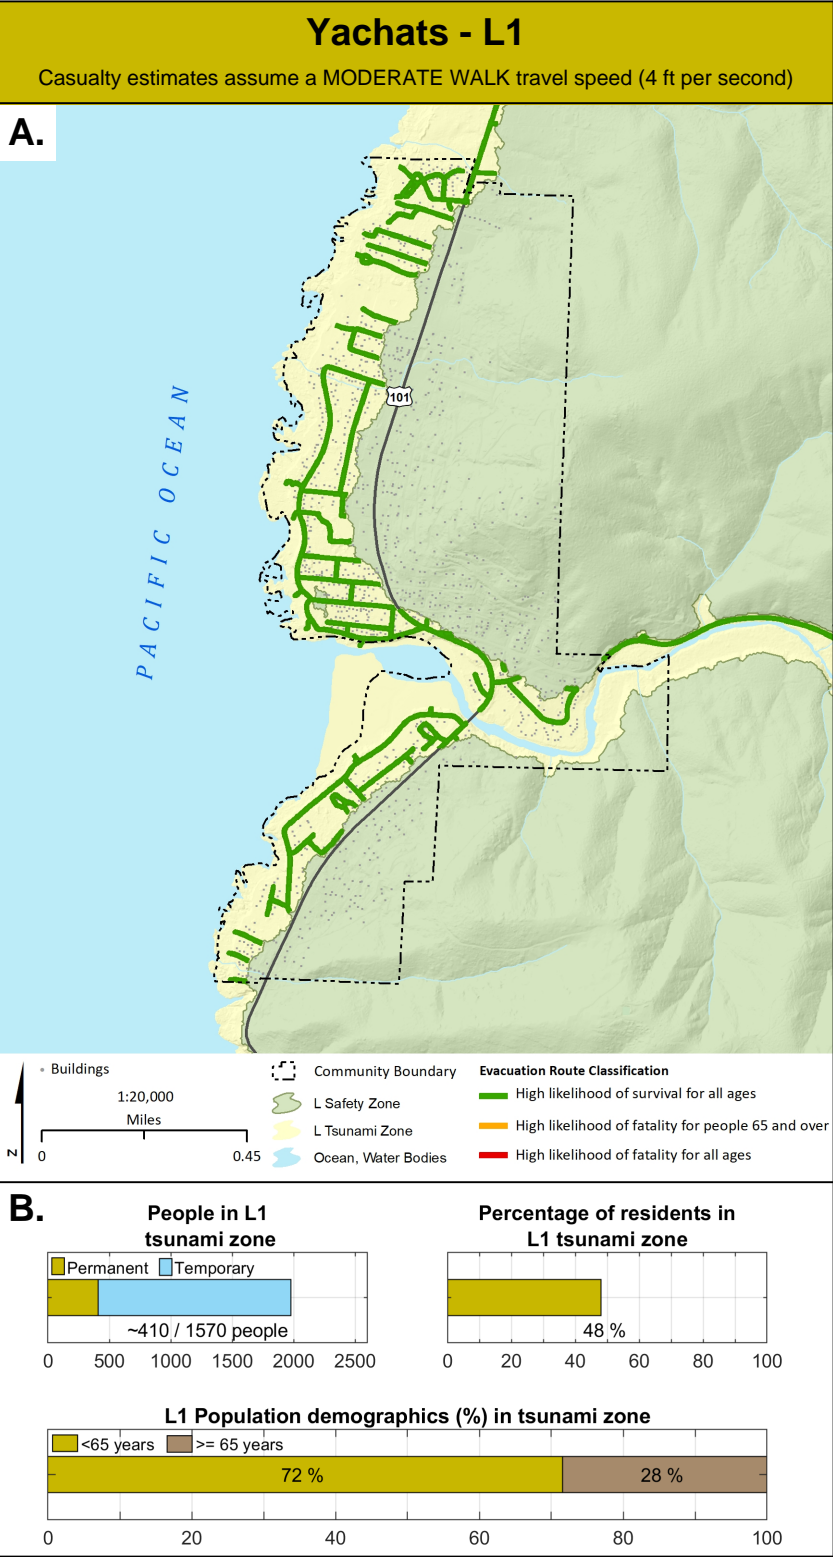 Yachats - L1
Casualty estimates assume a MODERATE WALK travel speed (4 ft per second)
A.
101
PACIFIC OCEAN
Buildings
1:20,000
Miles
0 0.45
N
Community Boundary
L Safety Zone
L Tsunami Zone
Ocean, Water Bodies
Evacuation Route Classification
High likelihood of survival for all ages
High likelihood of fatality for people 65 and over
High likelihood of fatality for all ages
B.
People in L1
tsunami zone
Permanent Temporary
~410 / 1570 people
0 500 1000 1500 2000 2500
Percentage of residents in
L1 tsunami zone
48 %
0 20 40 60 80 100
L1 Population demographics (%) in tsunami zone
<65 years >= 65 years
72 % 28 %
0 20 40 60 80 100